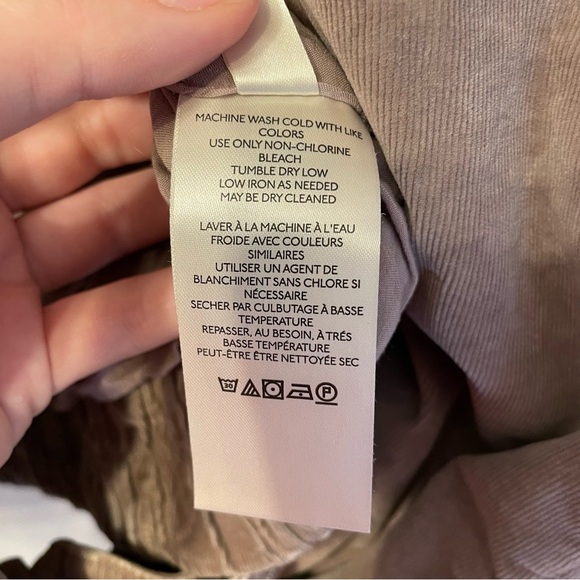 MACHINE WASH COLD WITH LIKE
COLORS
USE ONLY NON-CHLORINE
BLEACH
TUMBLE DRY LOW
LOW IRON AS NEEDED
MAY BE DRY CLEANED
LAVER À LA MACHINE À L'EAU
FROIDE AVEC COULEURS
SIMILAIRES
UTILISER UN AGENT DE
BLANCHIMENT SANS CHLORE SI
NÉCESSAIRE
SECHER PAR CULBUTAGE À BASSE
TEMPERATURE
REPASSER, AU BESOIN, À TRÉS
BASSE TEMPÉRATURE
PEUT-ÊTRE ÊTRE NETTOYÉE SEC
30 P